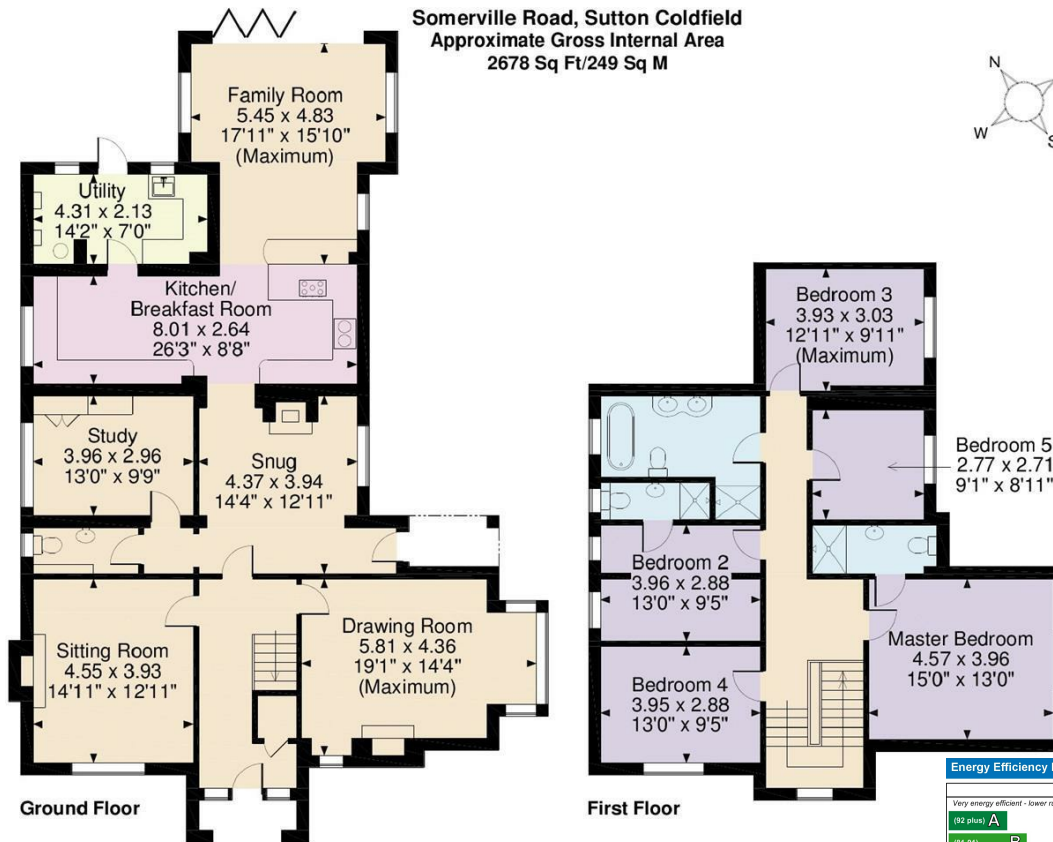 Somerville Road, Sutton Coldfield
Approximate Gross Internal Area
2678 Sq Ft/249 Sq M
N
W
S
Family Room
5.45 x 4.83
17'11" x 15'10"
(Maximum)
Utility
4.31 x 2.13
14'2" x 7'0"
Kitchen/
Breakfast Room
8.01 x 2.64
26'3" x 8'8"
Study
3.96 x 2.96
13'0" x 9'9"
Snug
4.37 x 3.94
14'4" x 12'11"
Sitting Room
4.55 x 3.93
14'11" x 12'11"
Drawing Room
5.81 x 4.36
19'1" x 14'4"
(Maximum)
Ground Floor
Bedroom 3
3.93 x 3.03
12'11" x 9'11"
(Maximum)
Bedroom 5
2.77 x 2.71
9'1" x 8'11"
Bedroom 2
3.96 x 2.88
13'0" x 9'5"
Master Bedroom
4.57 x 3.96
15'0" x 13'0"
Bedroom 4
3.95 x 2.88
13'0" x 9'5"
First Floor
Energy Efficiency
Very energy efficient - lower
(92 plus) A
B